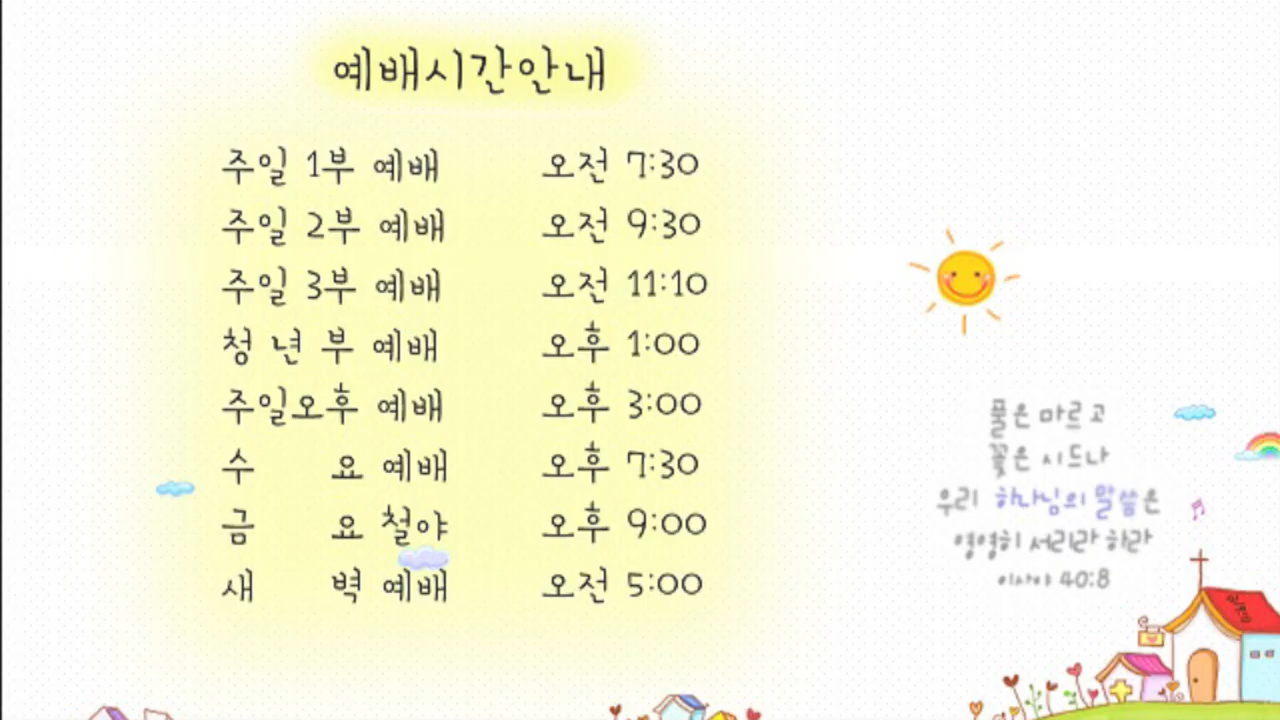 예배시간안내
주일 1부 예배 오전 7:30
주일 2부 예배 오전 9:30
주일 3부 예배 오전 11:10
청 년 부 예배 오후 1:00
주일오후 예배 오후 3:00
수 요 예배 오후 7:30
금 요 철야 오후 9:00
새 벽 예배 오전 5:00
풀은 마르고
꽃은 시드나
우리 하나님의 말씀은
영영히 서리라 하라
이사야 40:8